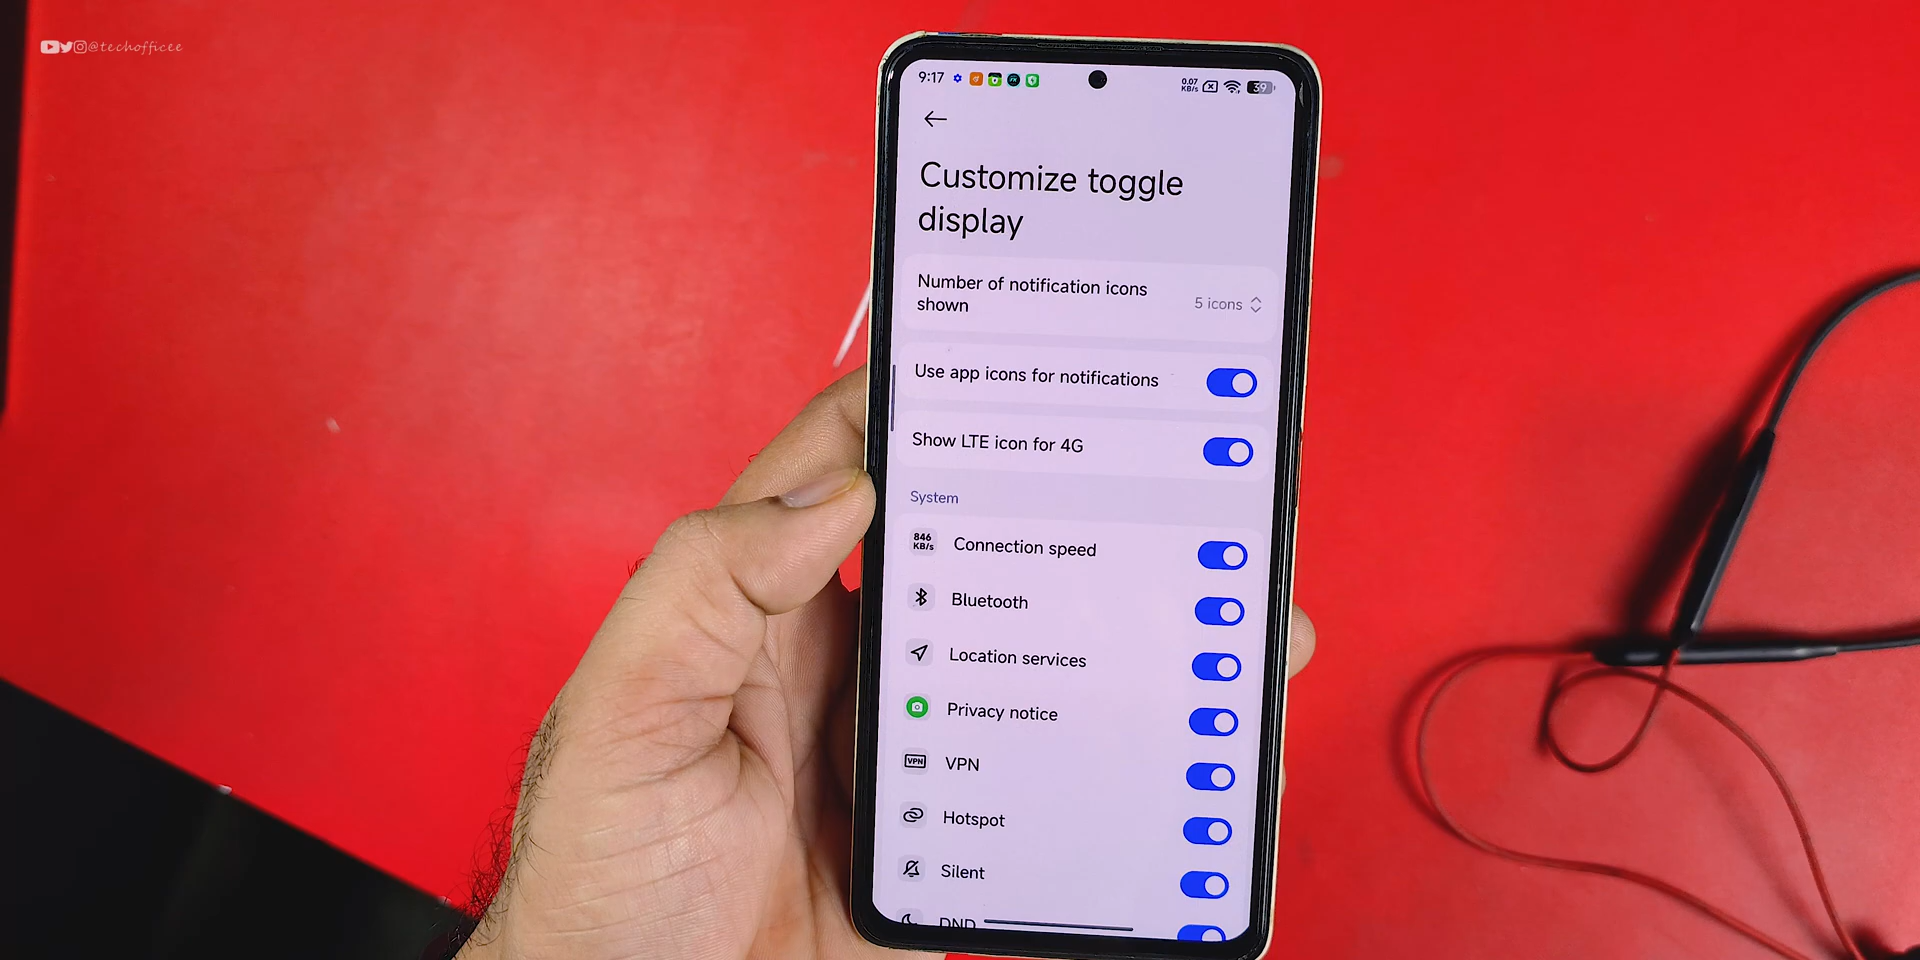 @techofficee
9:17
0.07
KB/s
39
Customize toggle
display
Number of notification icons
shown
5 icons
Use app icons for notifications
Show LTE icon for 4G
System
846
KB/s
Connection speed
Bluetooth
Location services
Privacy notice
VPN
VPN
Hotspot
Silent
DND